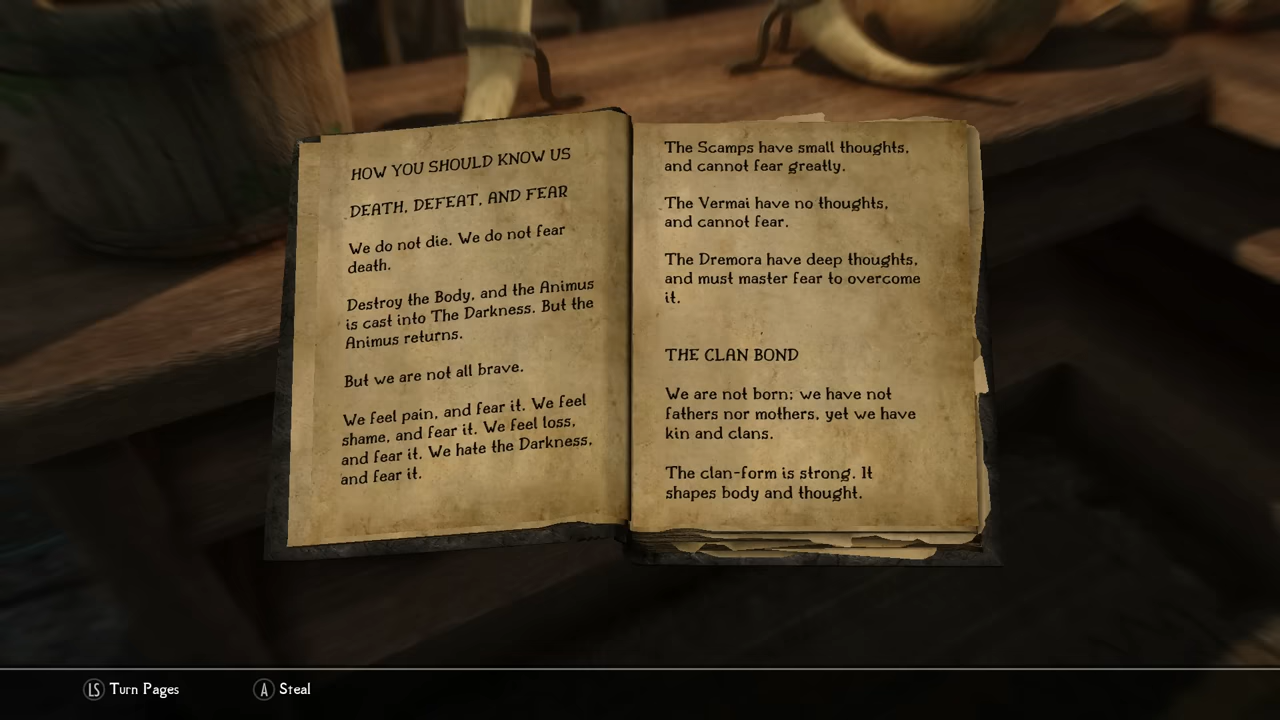 HOW YOU SHOULD KNOW US
DEATH, DEFEAT, AND FEAR
We do not die. We do not fear
death.
Destroy the Body, and the Animus
is cast into The Darkness. But the
Animus returns.
But we are not all brave.
We feel pain, and fear it. We feel
shame, and fear it. We feel loss,
and fear it. We hate the Darkness,
and fear it.
The Scamps have small thoughts,
and cannot fear greatly.
The Vermai have no thoughts,
and cannot fear.
The Dremora have deep thoughts,
and must master fear to overcome
it.
THE CLAN BOND
We are not born; we have not
fathers nor mothers, yet we have
kin and clans.
The clan-form is strong. It
shapes body and thought.
LS Turn Pages
A Steal